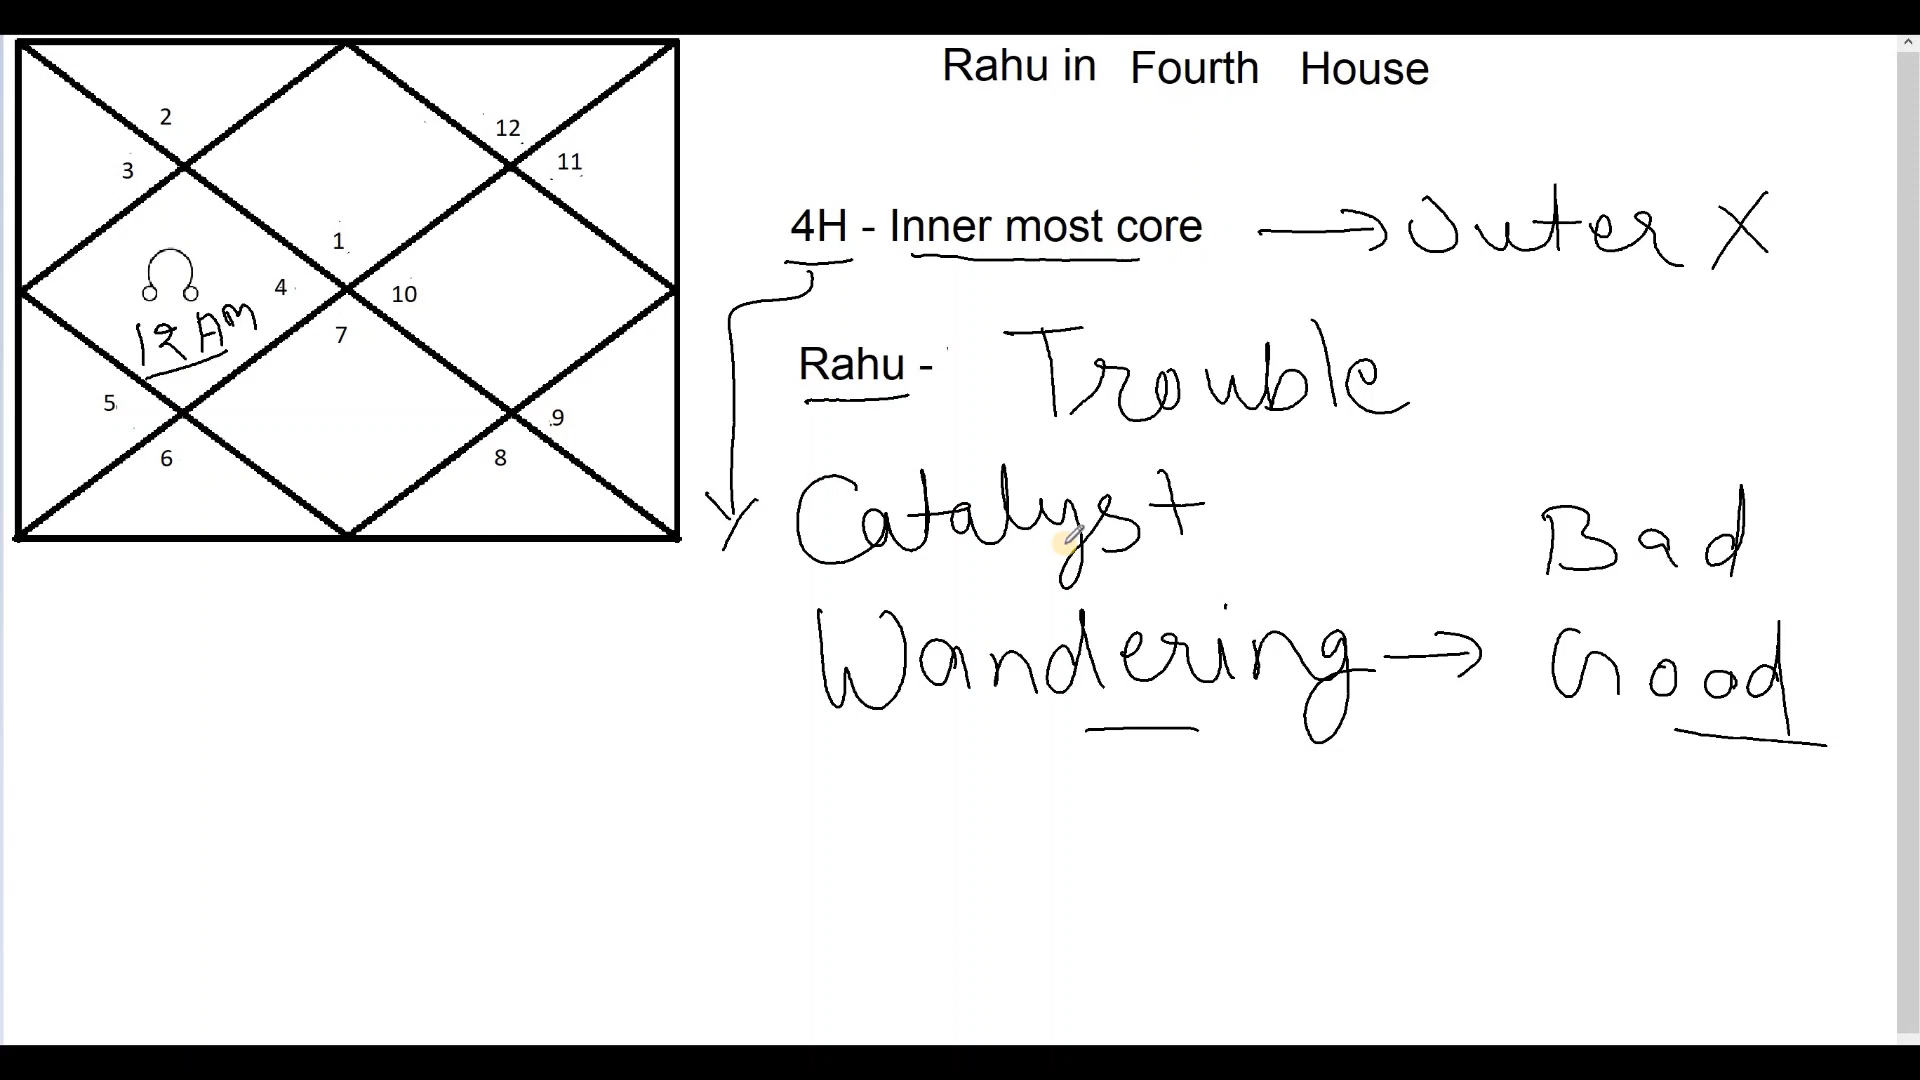 Rahu in Fourth House
2
12
3
11
1
4
10
12 AM
7
5
9
6
8
4H - Inner most core → Outer X
Rahu - Trouble
Catalyst
Bad
Wandering → Good